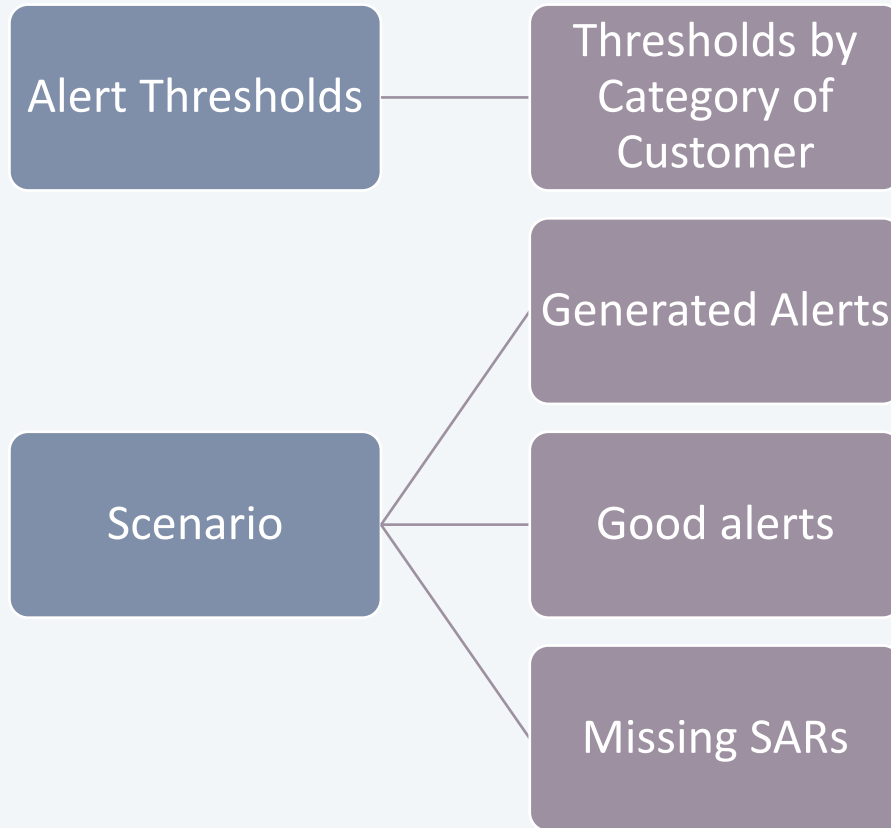 Alert Thresholds
Thresholds by
Category of
Customer
Generated Alerts
Scenario
Good alerts
Missing SARs